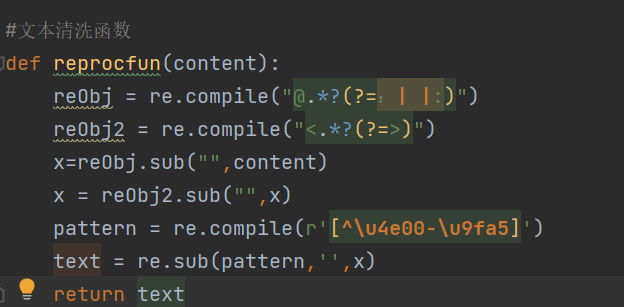 #文本清洗函数
def reprocfun(content):
    reObj = re.compile("@.*?(?=:| |:)")
    reObj2 = re.compile("<.*?(?=>)")
    x=reObj.sub("",content)
    x = reObj2.sub("",x)
    pattern = re.compile(r'[^\u4e00-\u9fa5]')
    text = re.sub(pattern,'',x)
    return text